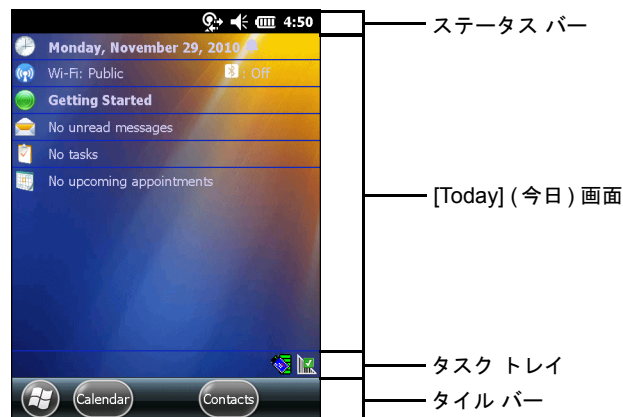 4:50
ステータス バー
Monday, November 29, 2010
Wi-Fi: Public : Off
Getting Started
No unread messages
No tasks
No upcoming appointments
[Today] (今日) 画面
タスク トレイ
Calendar Contacts
タイル バー